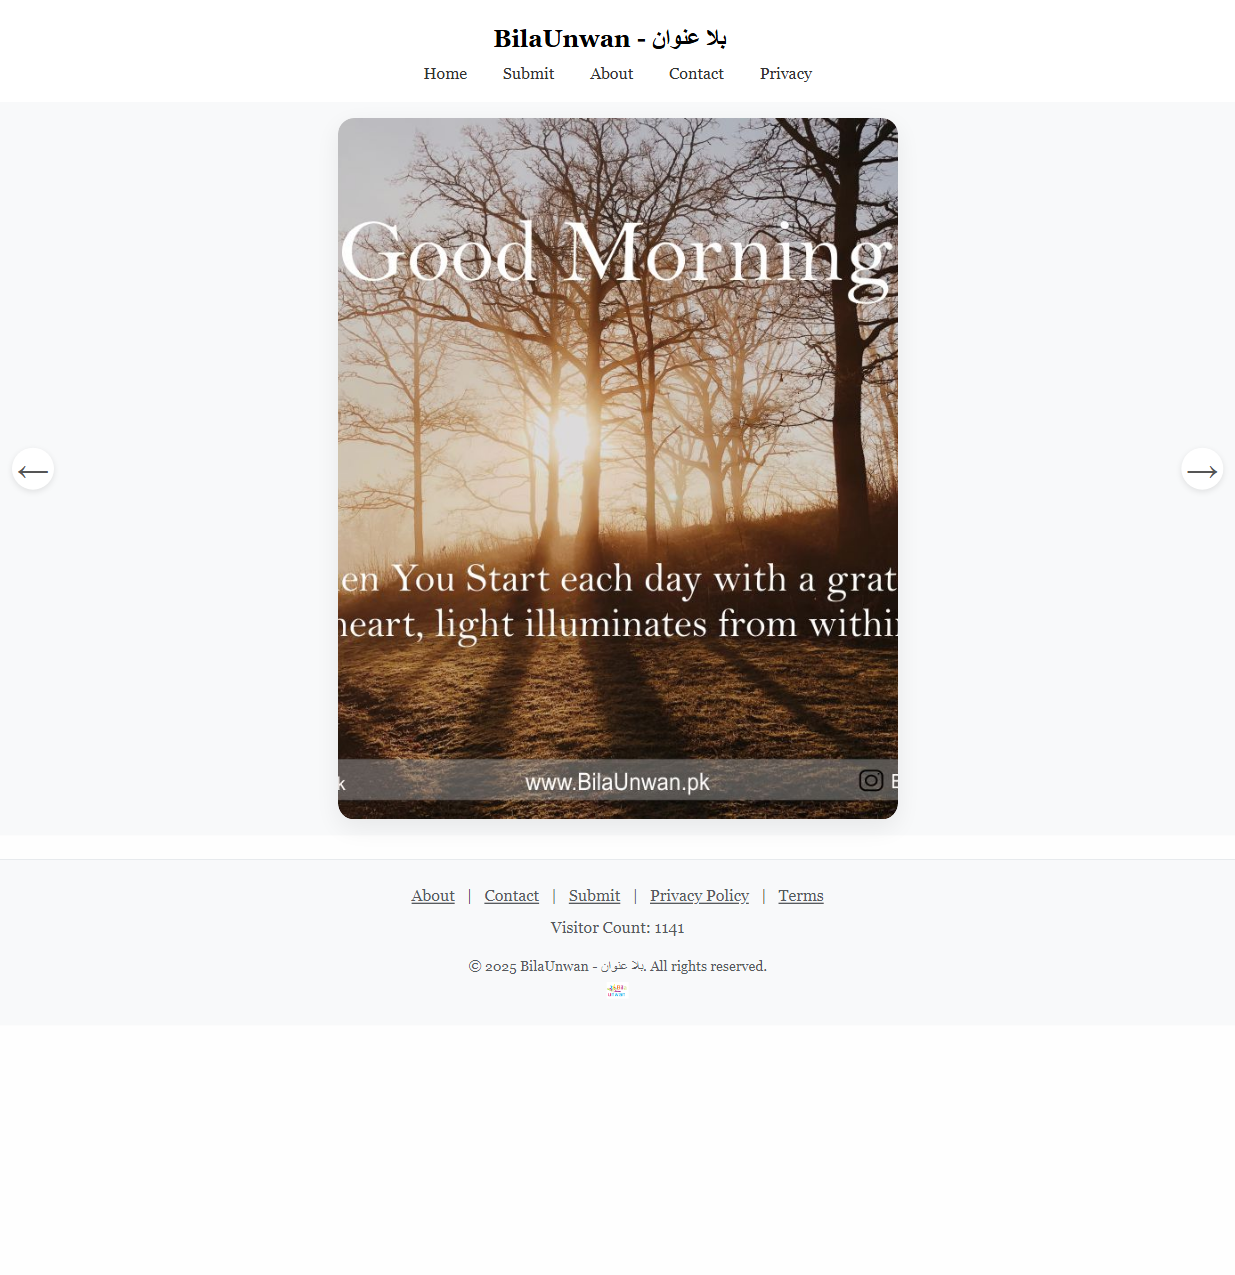 BilaUnwan - بلا عنوان
Home Submit About Contact Privacy
Good Morning
en You Start each day with a grat
heart, light illuminates from within
k www.BilaUnwan.pk B
←
→
About | Contact | Submit | Privacy Policy | Terms
Visitor Count: 1141
© 2025 BilaUnwan - بلا عنوان. All rights reserved.